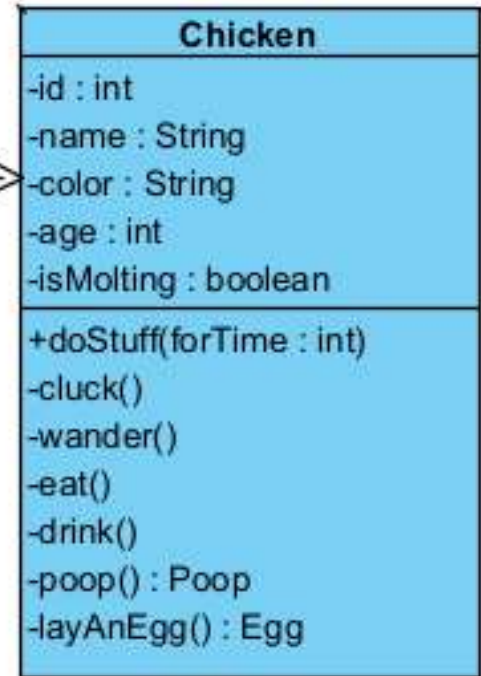 Chicken
-id : int
-name : String
-color : String
-age : int
-isMolting : boolean
+doStuff(forTime : int)
-cluck()
-wander()
-eat()
-drink()
-poop() : Poop
-layAnEgg() : Egg